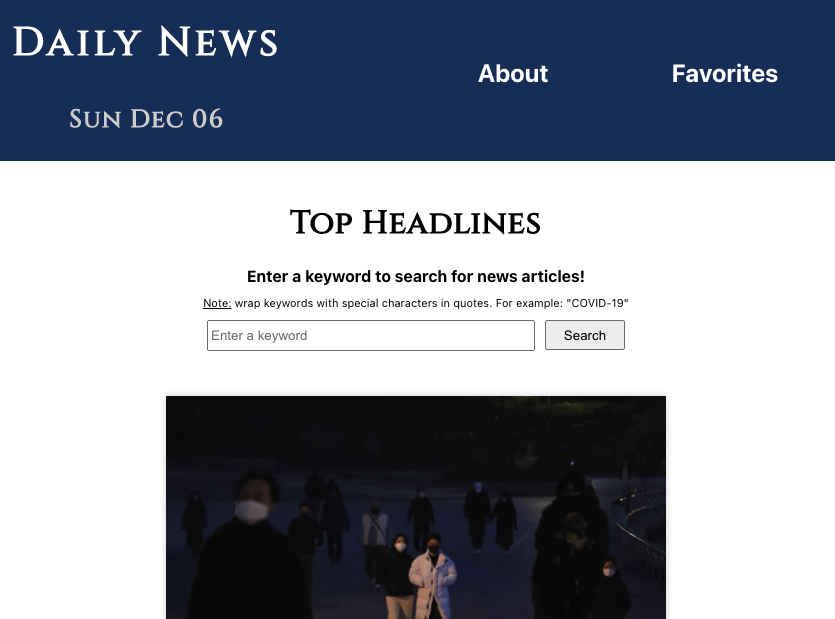 Daily News
About
Favorites
Sun Dec 06
Top Headlines
Enter a keyword to search for news articles!
Note: wrap keywords with special characters in quotes. For example: "COVID-19"
Enter a keyword
Search